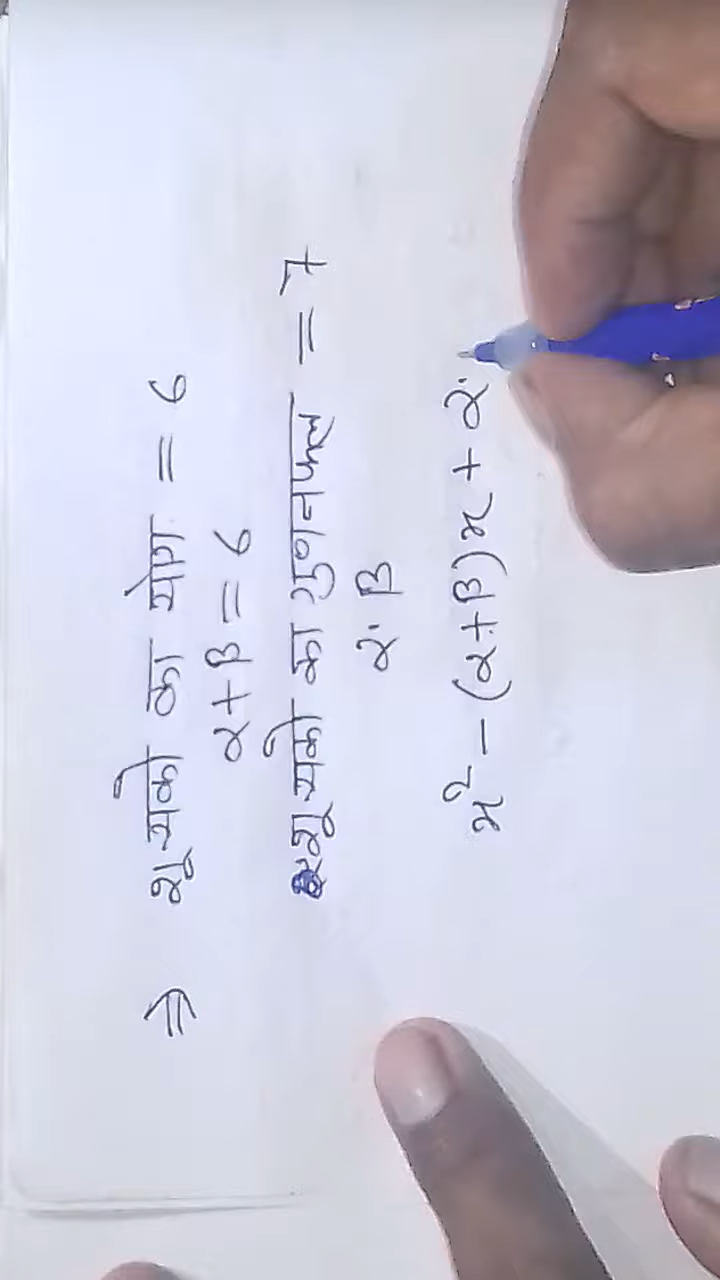 ⇒ शून्यको का योग = 6
α + β = 6
शून्यको का गुणनफल = 7
α·β
x² - (α+β)x + α·